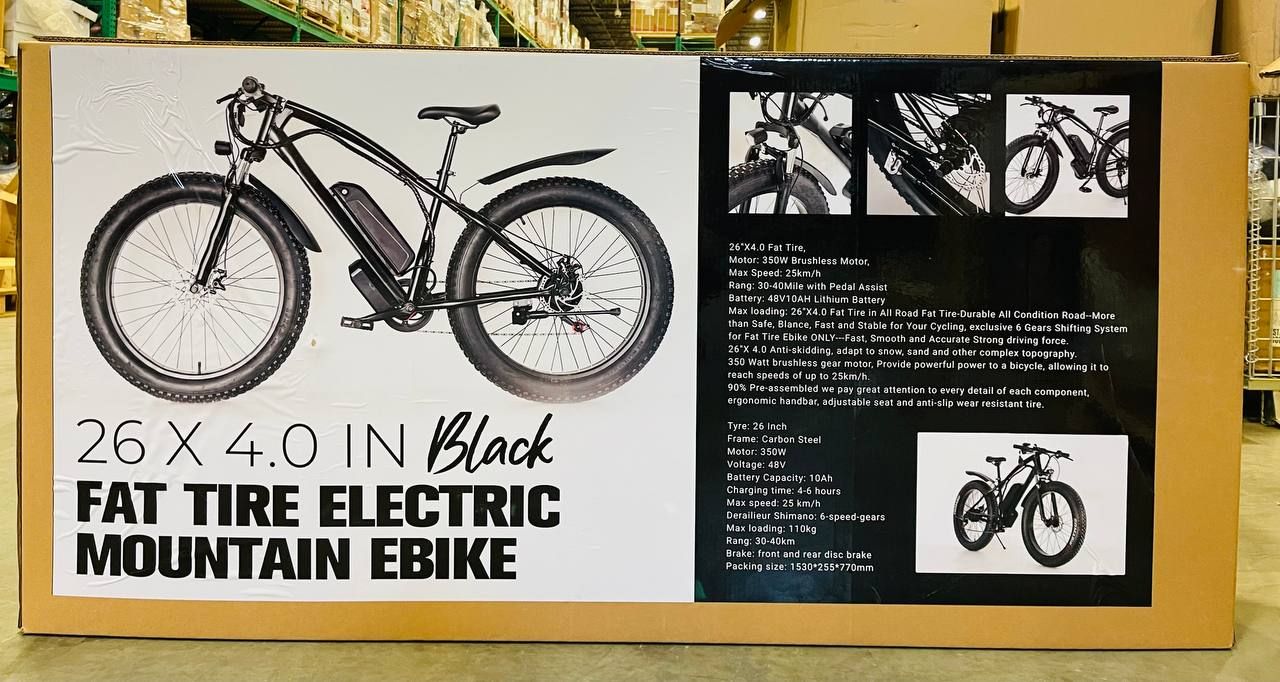 26 X 4.0 IN Black
FAT TIRE ELECTRIC
MOUNTAIN EBIKE
26"X4.0 Fat Tire,
Motor: 350W Brushless Motor,
Max Speed: 25km/h
Rang: 30-40Mile with Pedal Assist
Battery: 48V10AH Lithium Battery
Max loading: 26"X4.0 Fat Tire in All Road Fat Tire-Durable All Condition Road--More
than Safe, Blance, Fast and Stable for Your Cycling, exclusive 6 Gears Shifting System
for Fat Tire Ebike ONLY---Fast, Smooth and Accurate Strong driving force.
26"X 4.0 Anti-skidding, adapt to snow, sand and other complex topography.
350 Watt brushless gear motor, Provide powerful power to a bicycle, allowing it to
reach speeds of up to 25km/h.
90% Pre-assembled we pay great attention to every detail of each component,
ergonomic handbar, adjustable seat and anti-slip wear resistant tire.
Tyre: 26 Inch
Frame: Carbon Steel
Motor: 350W
Voltage: 48V
Battery Capacity: 10Ah
Charging time: 4-6 hours
Max speed: 25 km/h
Derailieur Shimano: 6-speed-gears
Max loading: 110kg
Rang: 30-40km
Brake: front and rear disc brake
Packing size: 1530*255*770mm